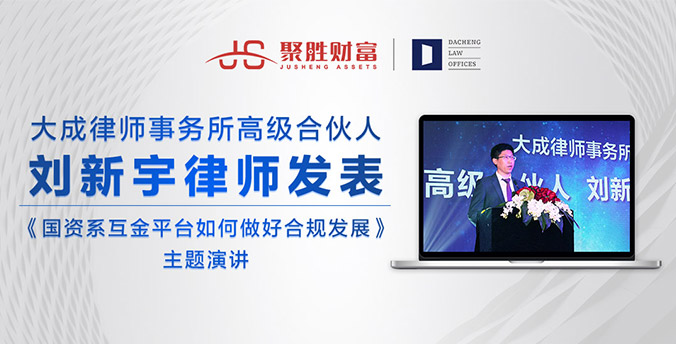 JS 聚胜财富
JUSHENG ASSETS
DACHENG
LAW
OFFICES
大成律师事务所高级合伙人
刘新宇律师发表
《国资系互金平台如何做好合规发展》
主题演讲
大成律师事务所
高级 伙人 刘新